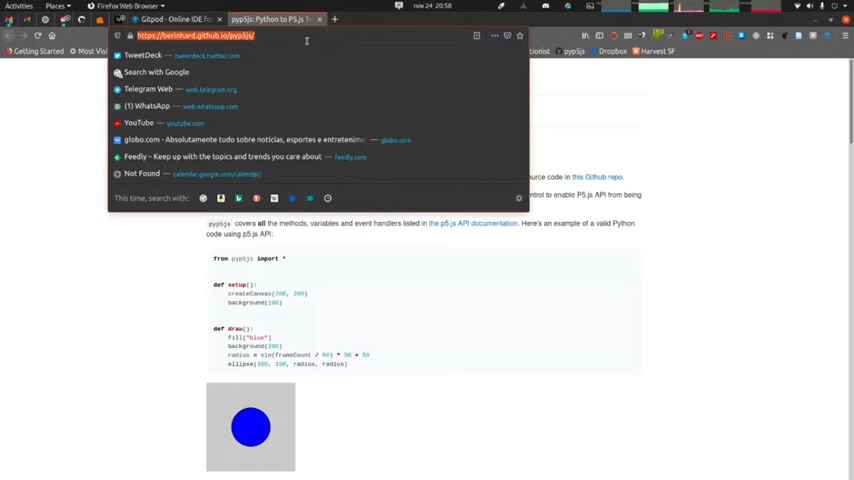 Activities
Firefox Web Browser
nov 24 20:58
Gitpod - Online IDE for
pyp5js: Python to P5.js T
https://berinhard.github.io/pyp5js/
Getting Started
Most Visi
tionist
pyp5js
Dropbox
Harvest SF
TweetDeck — tweetdeck.twitter.com
Search with Google
Telegram Web — web.telegram.org
(1) WhatsApp — web.whatsapp.com
YouTube — youtube.com
globo.com - Absolutamente tudo sobre notícias, esportes e entretenime — globo.com
Feedly – Keep up with the topics and trends you care about — feedly.com
Not Found — calendar.google.com/calendar/
This time, search with:
ource code in this Github repo.
ontrol to enable P5.js API from being
pyp5js covers all the methods, variables and event handlers listed in the p5.js API documentation. Here's an example of a valid Python
code using p5.js API:
from pyp5js import *
def setup():
createCanvas(200, 200)
background(160)
def draw():
fill("blue")
background(200)
radius = sin(frameCount / 60) * 50 + 50
ellipse(100, 100, radius, radius)